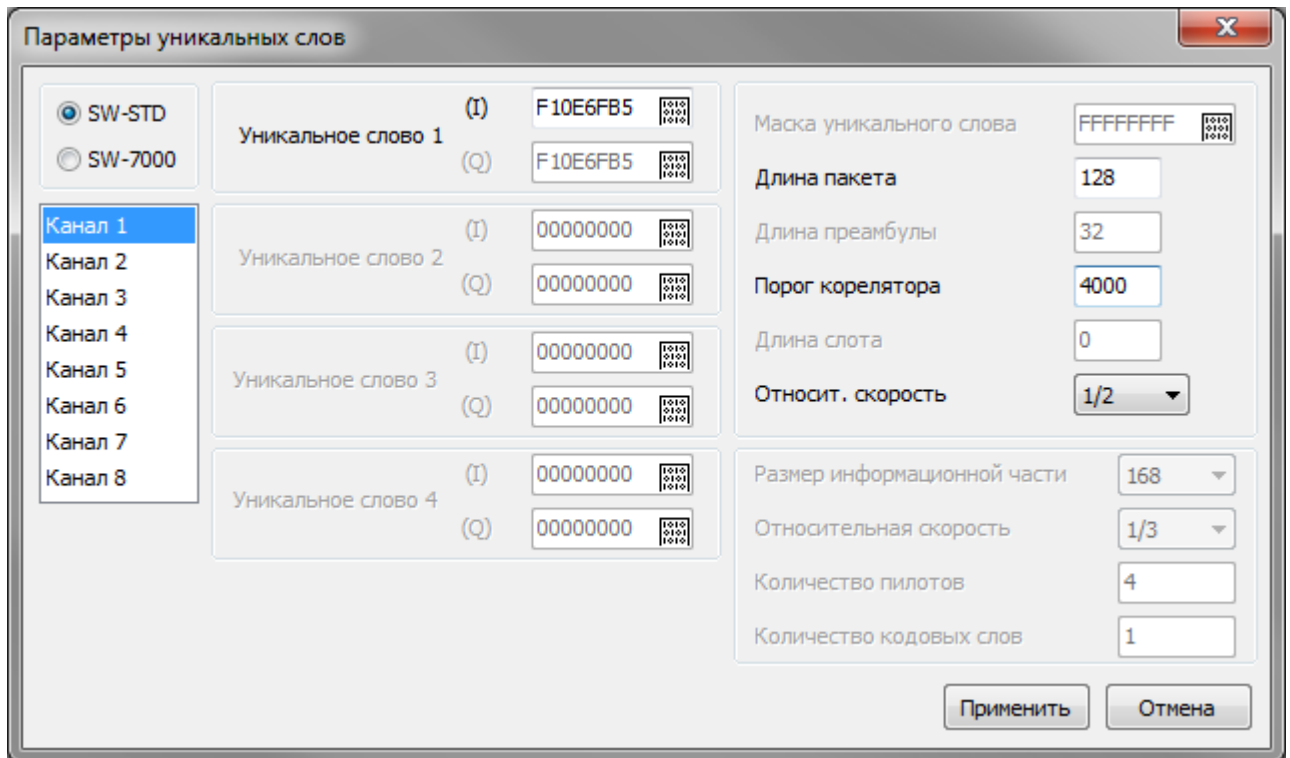 Параметры уникальных слов
SW-STD
SW-7000
Канал 1
Канал 2
Канал 3
Канал 4
Канал 5
Канал 6
Канал 7
Канал 8
Уникальное слово 1
(I) F10E6FB5
(Q) F10E6FB5
Уникальное слово 2
(I) 00000000
(Q) 00000000
Уникальное слово 3
(I) 00000000
(Q) 00000000
Уникальное слово 4
(I) 00000000
(Q) 00000000
Маска уникального слова FFFFFFFF
Длина пакета 128
Длина преамбулы 32
Порог корелятора 4000
Длина слота 0
Относит. скорость 1/2
Размер информационной части 168
Относительная скорость 1/3
Количество пилотов 4
Количество кодовых слов 1
Применить Отмена